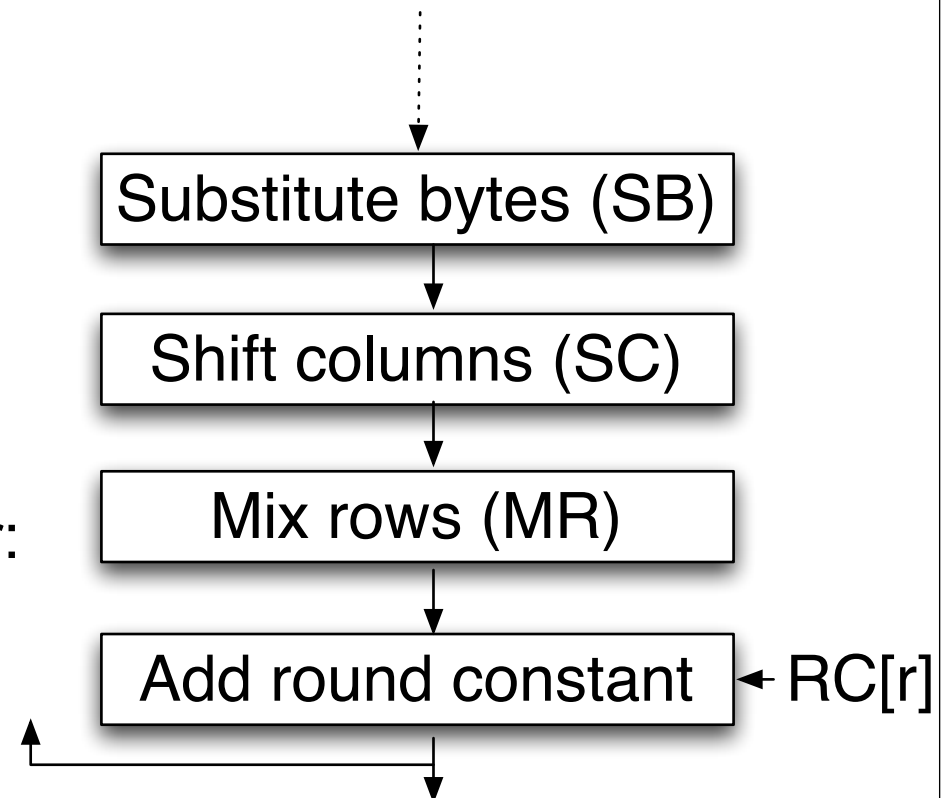 Substitute bytes (SB)
Shift columns (SC)
Mix rows (MR)
r:
Add round constant
RC[r]